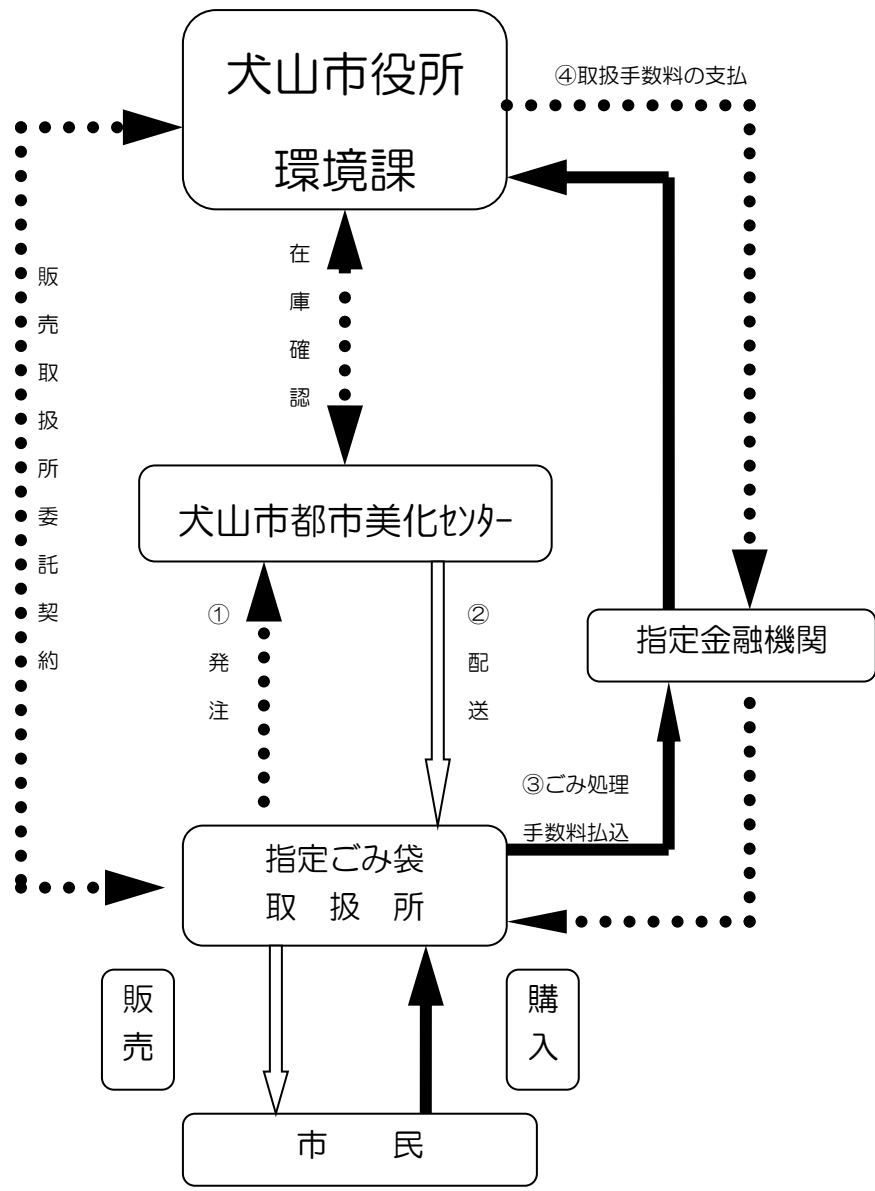 犬山市役所
環境課
④取扱手数料の支払
在庫確認
販売取扱所委託契約
犬山市都市美化ｾﾝﾀｰ
①発注
②配送
指定金融機関
③ごみ処理
手数料払込
指定ごみ袋
取　扱　所
販売
購入
市　　民